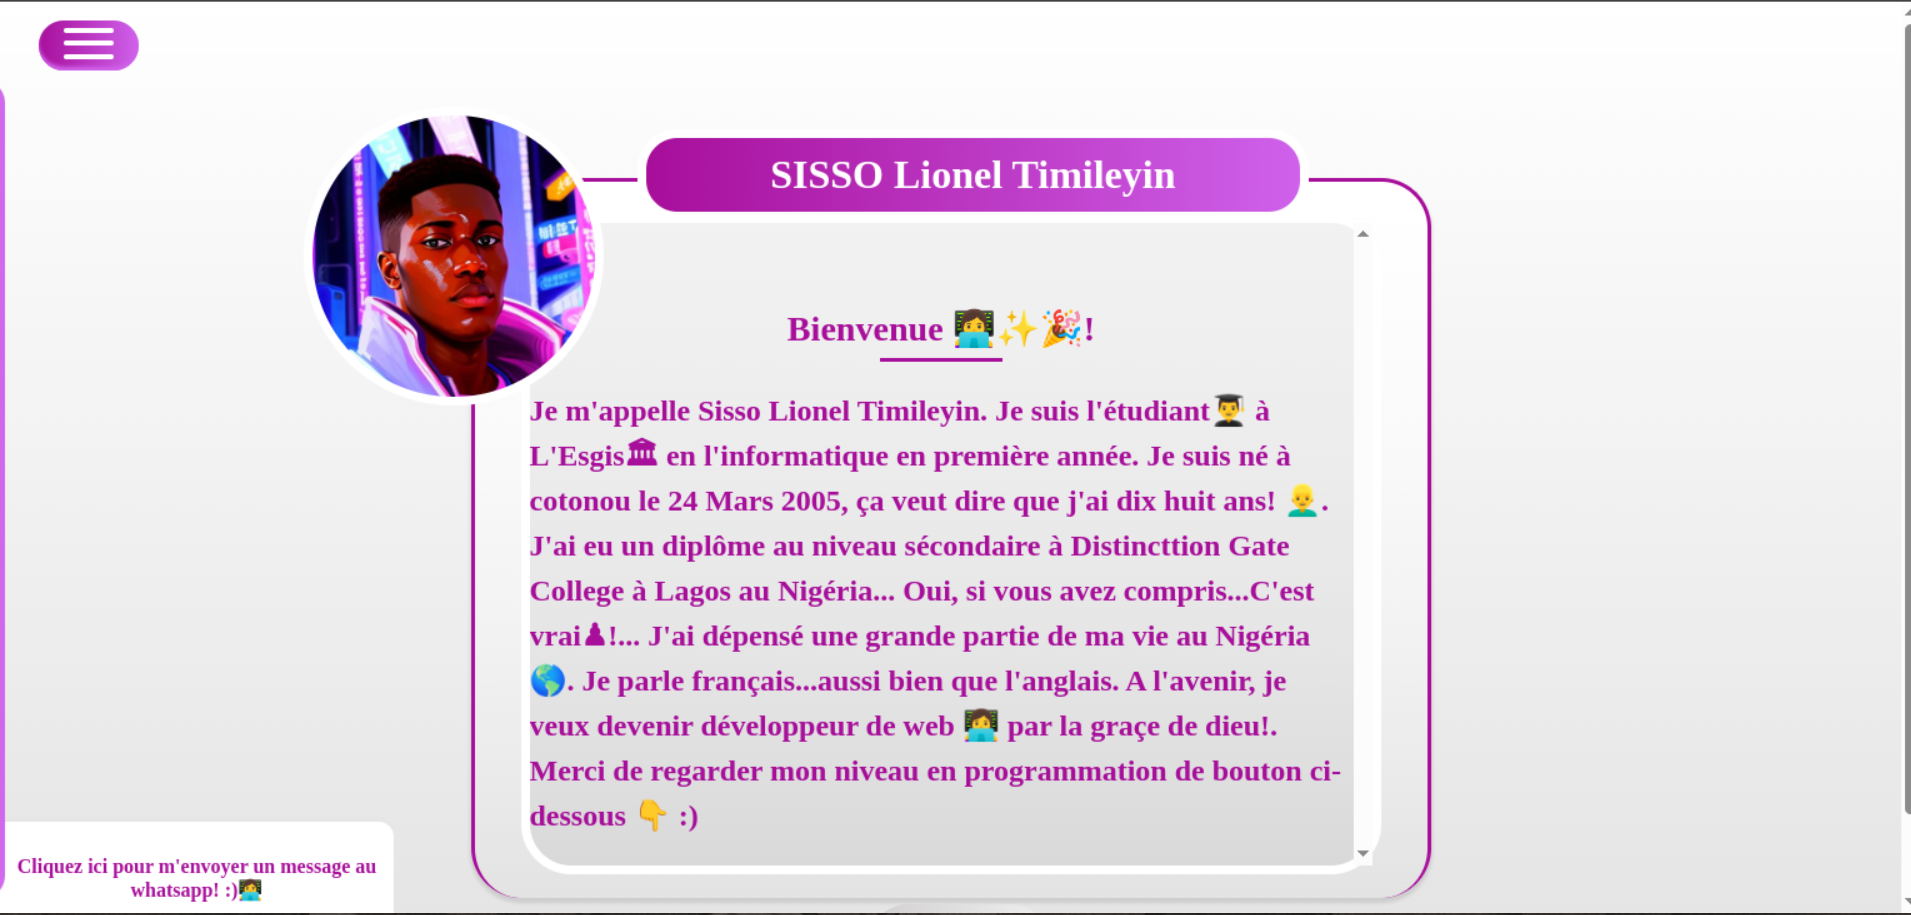 SISSO Lionel Timileyin
Bienvenue 👩‍💻✨🎉!
Je m'appelle Sisso Lionel Timileyin. Je suis l'étudiant👨‍🎓 à
L'Esgis🏛 en l'informatique en première année. Je suis né à
cotonou le 24 Mars 2005, ça veut dire que j'ai dix huit ans! 👱‍♂️.
J'ai eu un diplôme au niveau sécondaire à Distincttion Gate
College à Lagos au Nigéria... Oui, si vous avez compris...C'est
vrai♟!... J'ai dépensé une grande partie de ma vie au Nigéria
🌎. Je parle français...aussi bien que l'anglais. A l'avenir, je
veux devenir développeur de web 👩‍💻 par la graçe de dieu!.
Merci de regarder mon niveau en programmation de bouton ci-
dessous 👇 :)
Cliquez ici pour m'envoyer un message au
whatsapp! :)👩‍💻